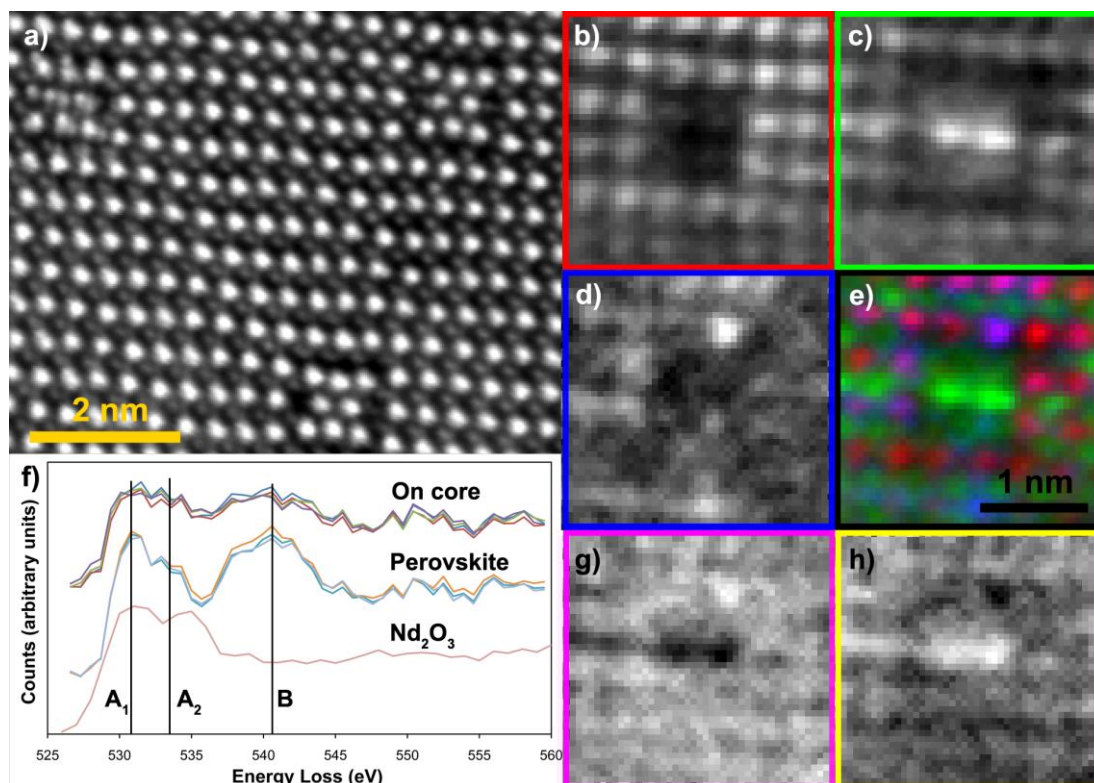 a)
2 nm
b)
c)
d)
e)
1 nm
f)
On core
Perovskite
Nd₂O₃
A₁
A₂
B
Counts (arbitrary units)
525 530 535 540 545 550 555 560
Energy Loss (eV)
g)
h)